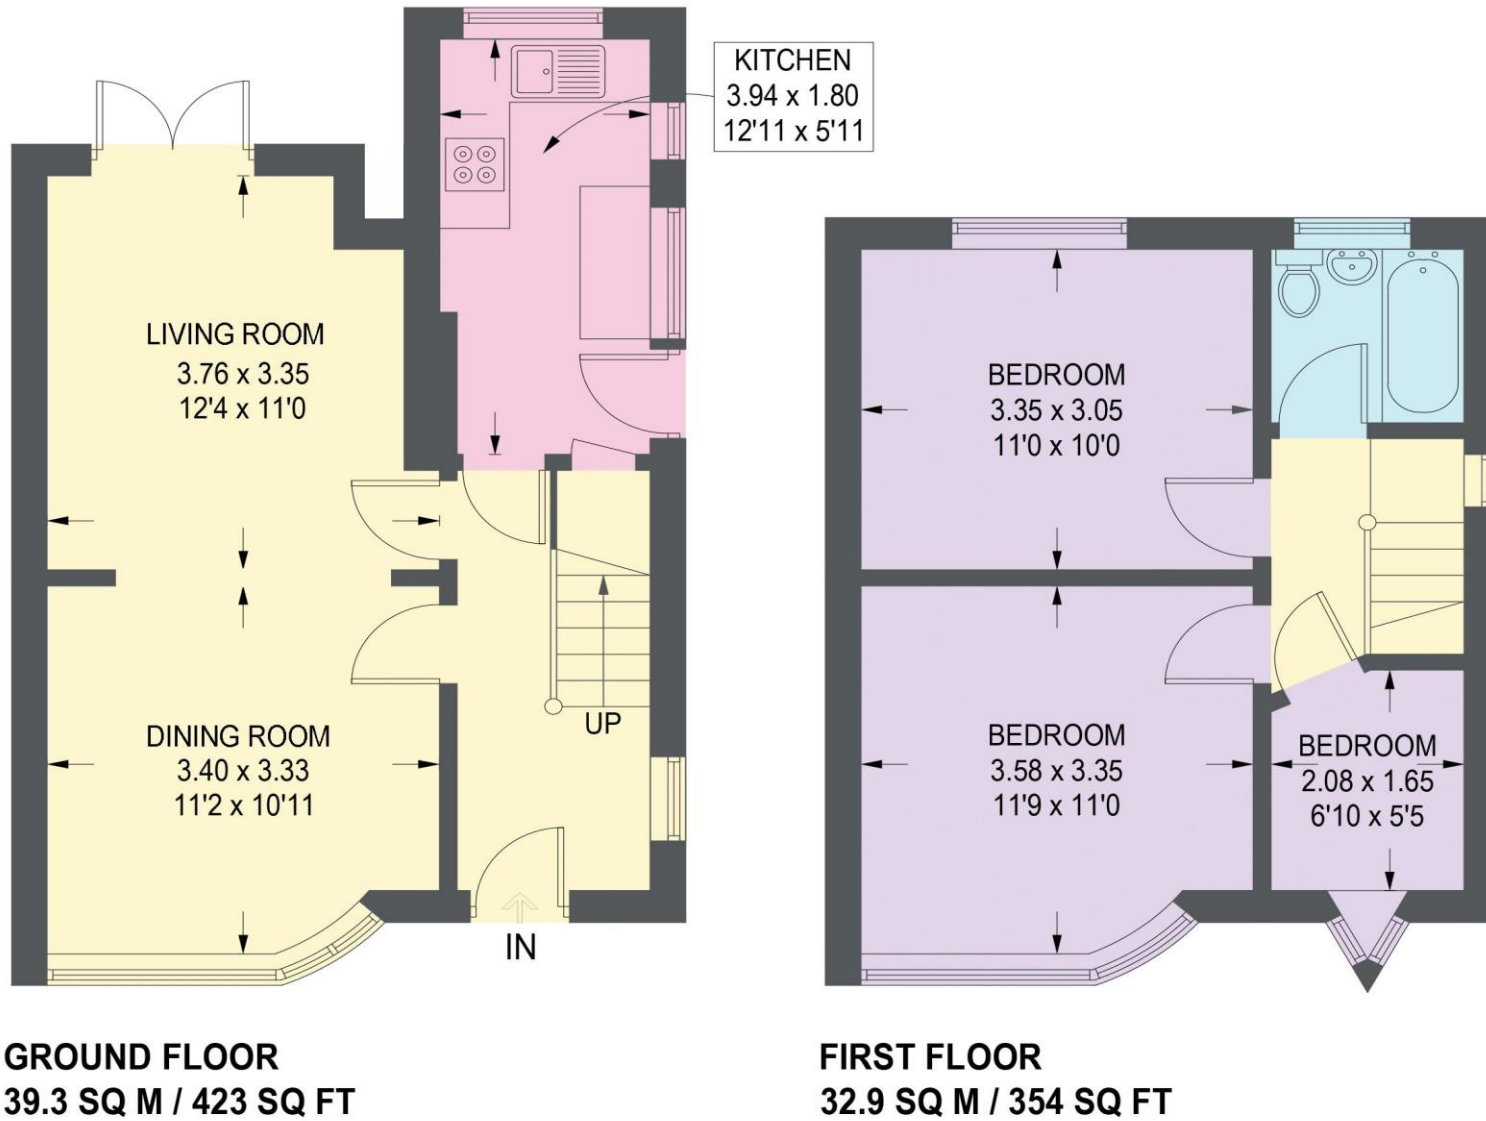 KITCHEN
3.94 x 1.80
12'11 x 5'11
LIVING ROOM
3.76 x 3.35
12'4 x 11'0
DINING ROOM
3.40 x 3.33
11'2 x 10'11
UP
IN
BEDROOM
3.35 x 3.05
11'0 x 10'0
BEDROOM
3.58 x 3.35
11'9 x 11'0
BEDROOM
2.08 x 1.65
6'10 x 5'5
GROUND FLOOR
39.3 SQ M / 423 SQ FT
FIRST FLOOR
32.9 SQ M / 354 SQ FT